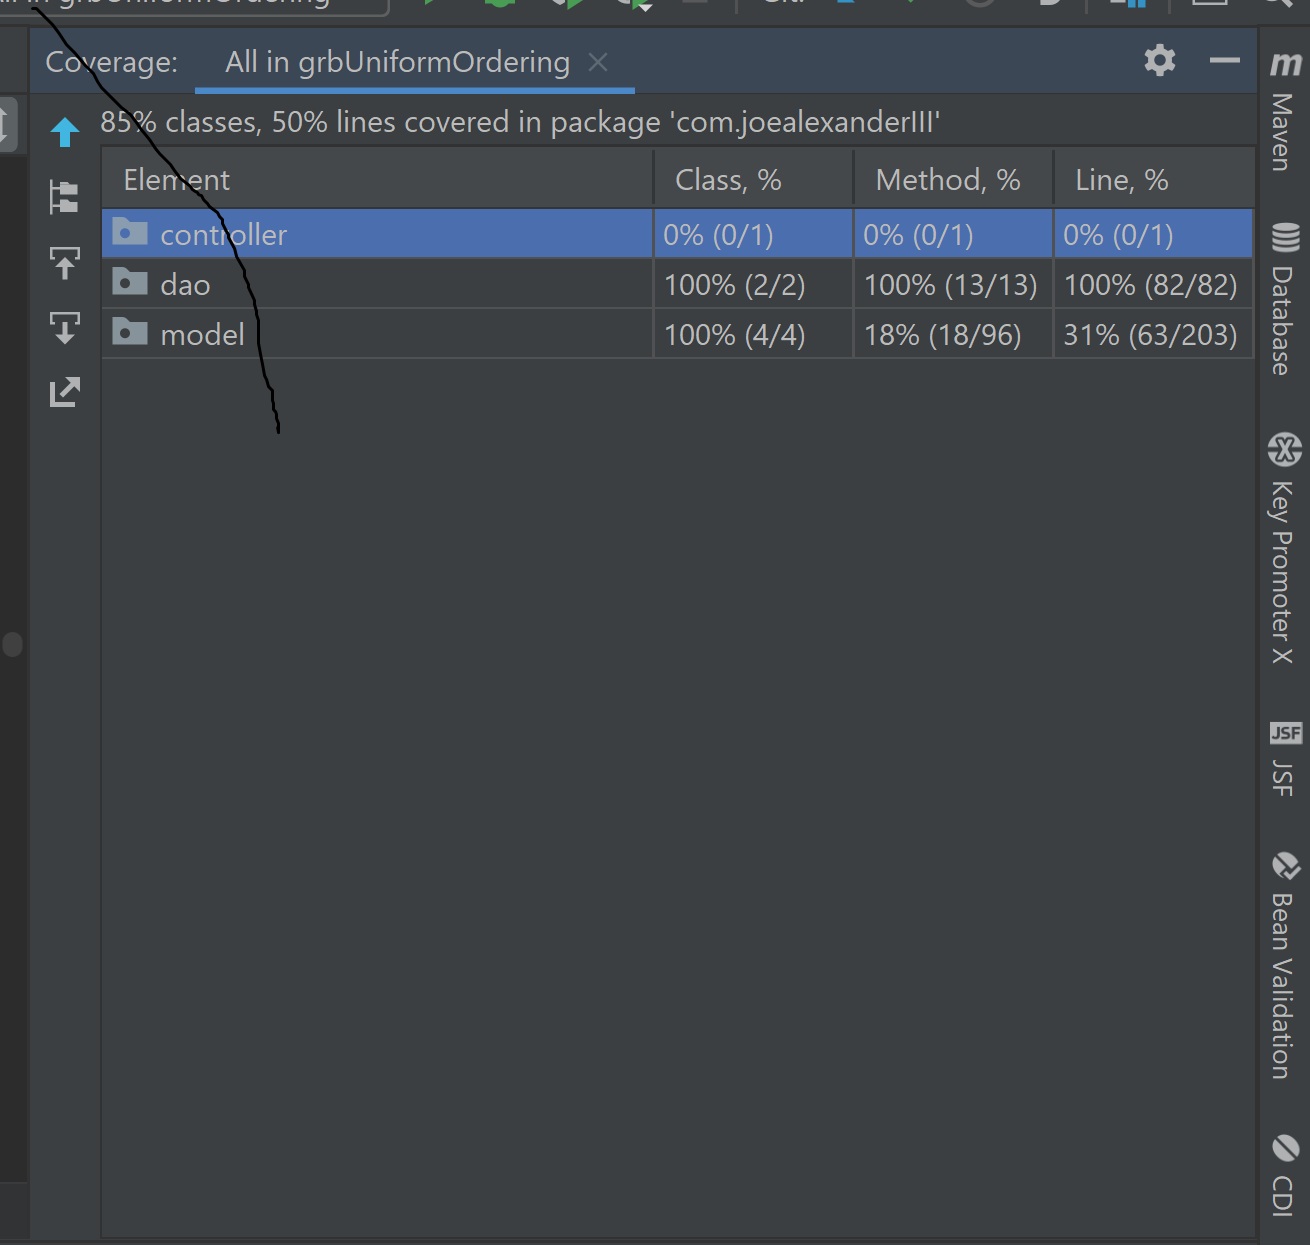 grbUniformOrdering
Git:
Coverage: All in grbUniformOrdering
85% classes, 50% lines covered in package 'com.joealexanderIII'
Element Class, % Method, % Line, %
controller 0% (0/1) 0% (0/1) 0% (0/1)
dao 100% (2/2) 100% (13/13) 100% (82/82)
model 100% (4/4) 18% (18/96) 31% (63/203)
m
Maven
Database
Key Promoter X
JSF
JSF
Bean Validation
CDI